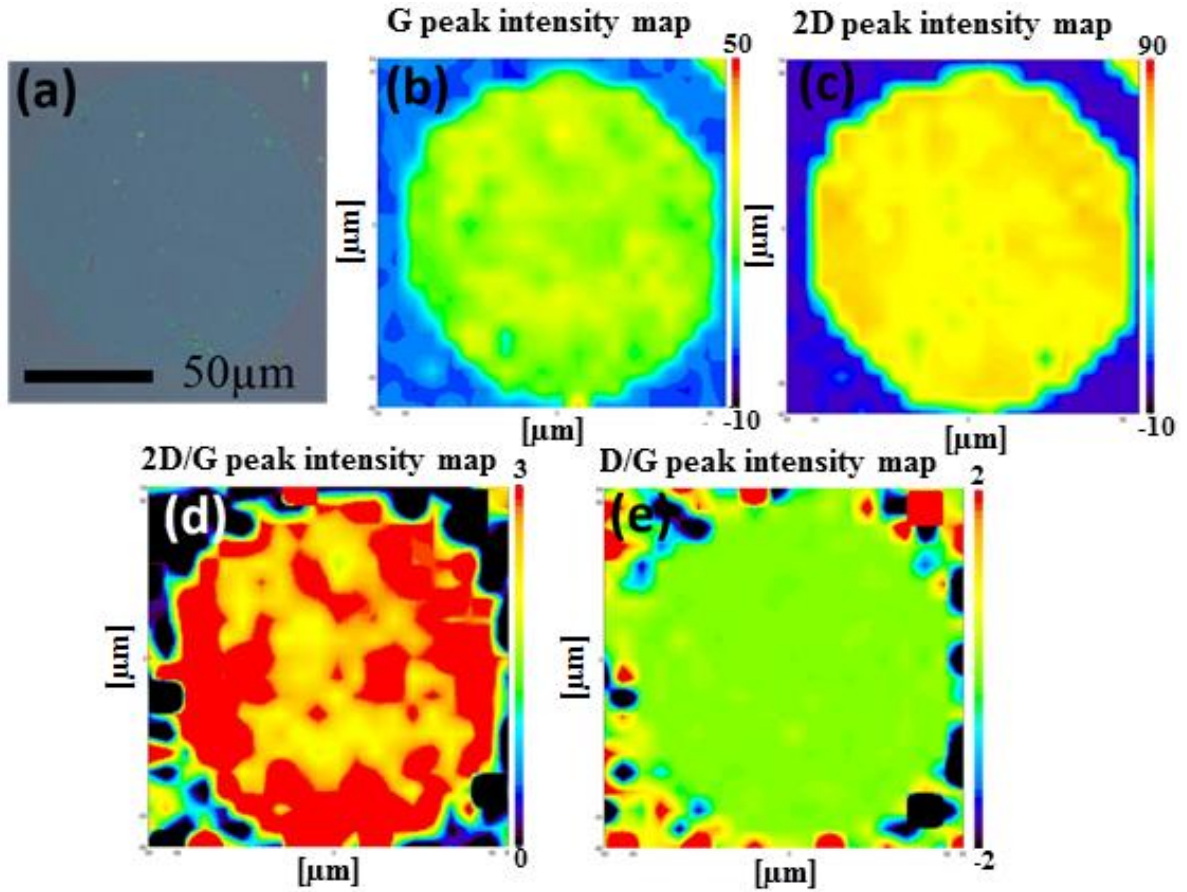 G peak intensity map
2D peak intensity map
50
90
(a)
(b)
(c)
50µm
[µm]
[µm]
-10
-10
[µm]
[µm]
2D/G peak intensity map
D/G peak intensity map
3
2
(d)
(e)
[µm]
[µm]
0
-2
[µm]
[µm]